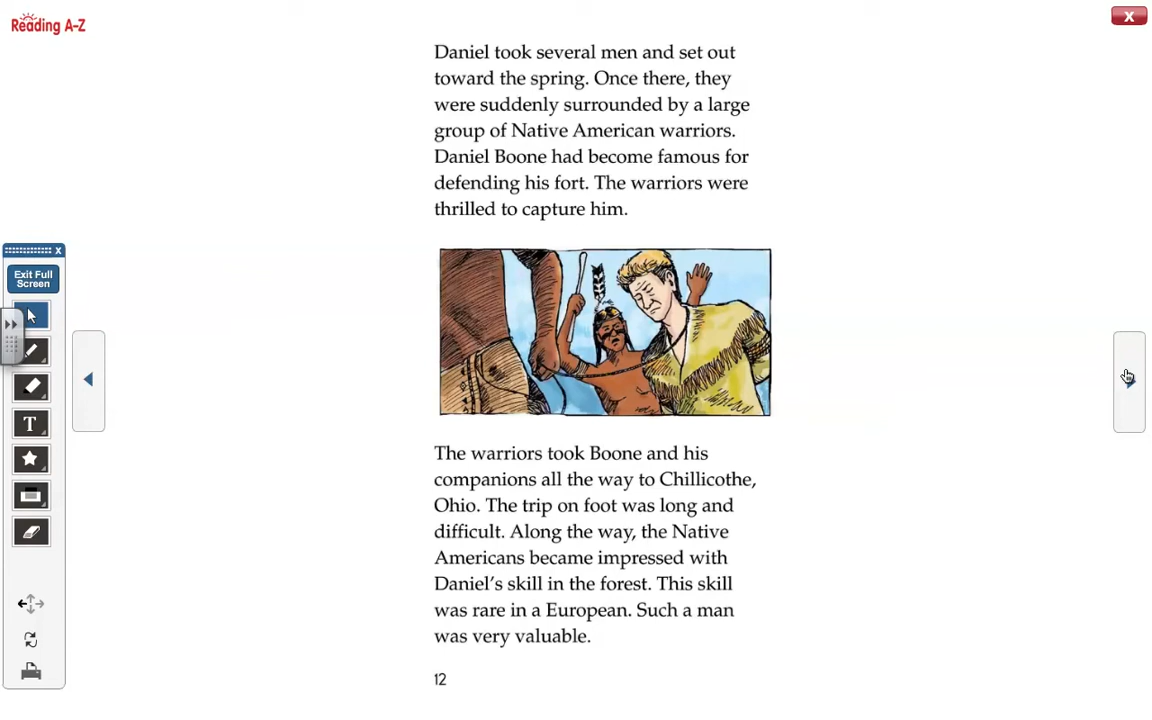 Reading A-Z
X
Daniel took several men and set out
toward the spring. Once there, they
were suddenly surrounded by a large
group of Native American warriors.
Daniel Boone had become famous for
defending his fort. The warriors were
thrilled to capture him.
x
Exit Full
Screen
T
The warriors took Boone and his
companions all the way to Chillicothe,
Ohio. The trip on foot was long and
difficult. Along the way, the Native
Americans became impressed with
Daniel's skill in the forest. This skill
was rare in a European. Such a man
was very valuable.
12